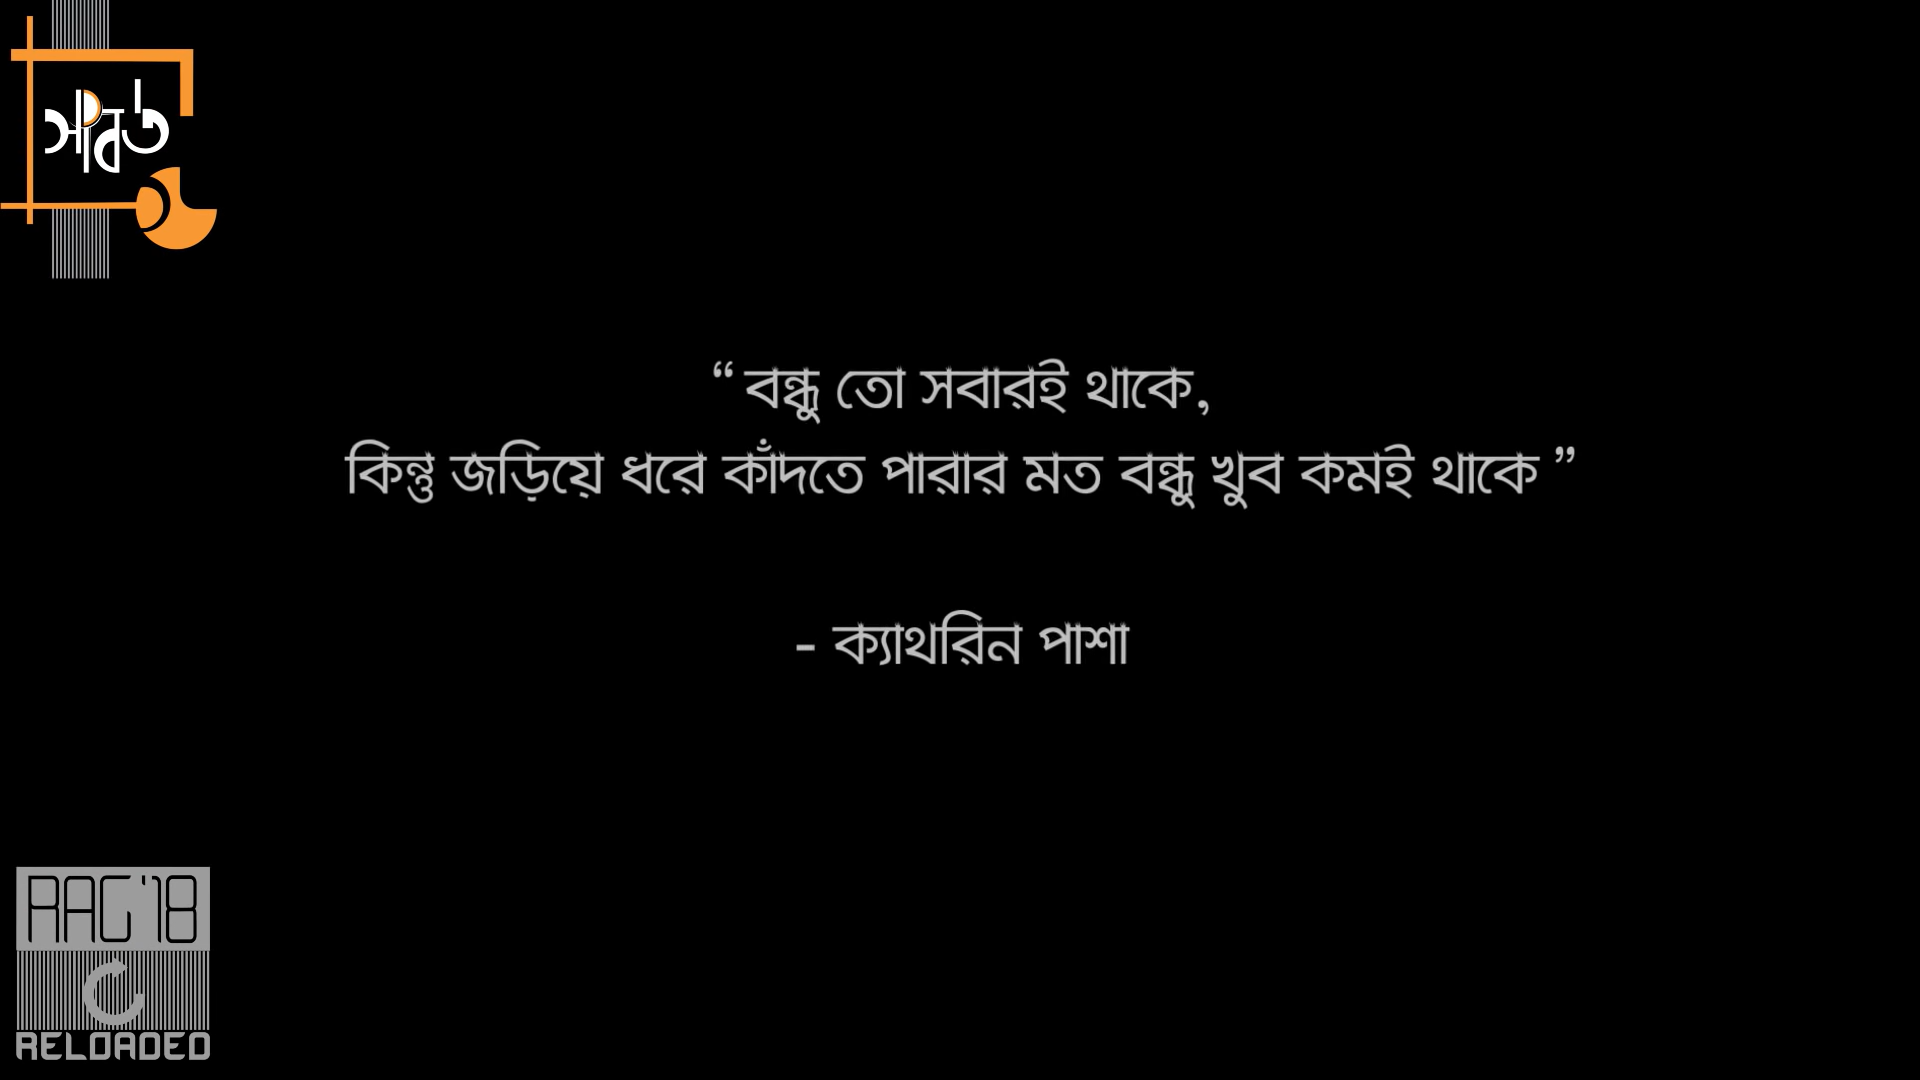 “ বন্ধু তো সবারই থাকে,
কিন্তু জড়িয়ে ধরে কাঁদতে পারার মত বন্ধু খুব কমই থাকে ”
- ক্যাথরিন পাশা
RAG'18
RELOADED